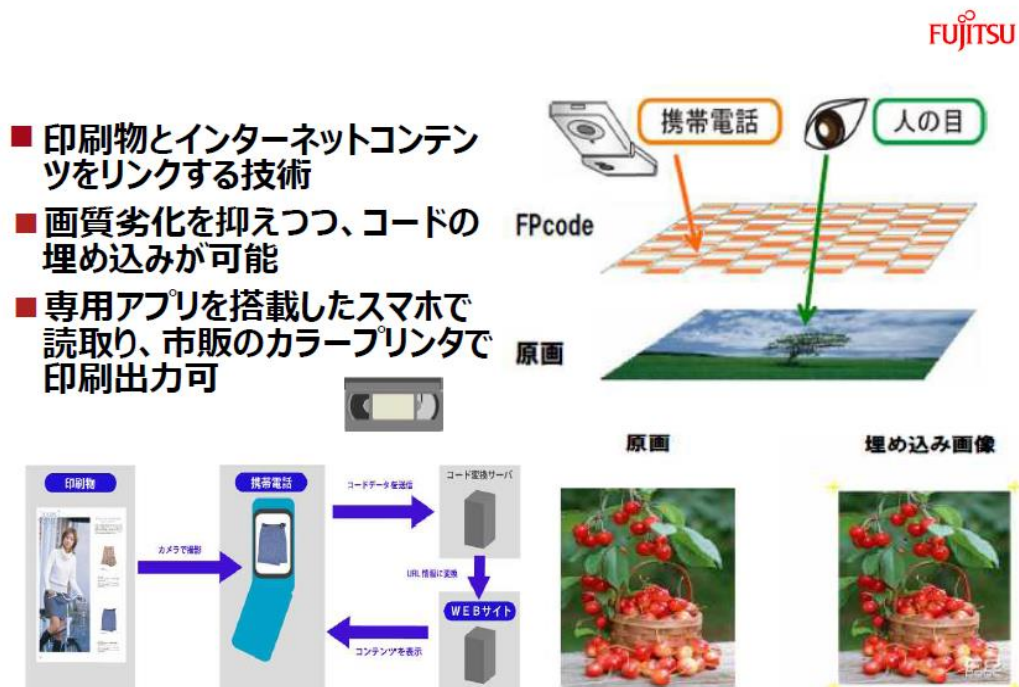 FUJITSU
印刷物とインターネットコンテン
ツをリンクする技術
画質劣化を抑えつつ、コードの
埋め込みが可能
専用アプリを搭載したスマホで
読取り、市販のカラープリンタで
印刷出力可
携帯電話
人の目
FPcode
原画
原画
埋め込み画像
印刷物
カメラで撮影
携帯電話
コードデータを送信
コード変換サーバ
URL情報に変換
WEBサイト
コンテンツを表示